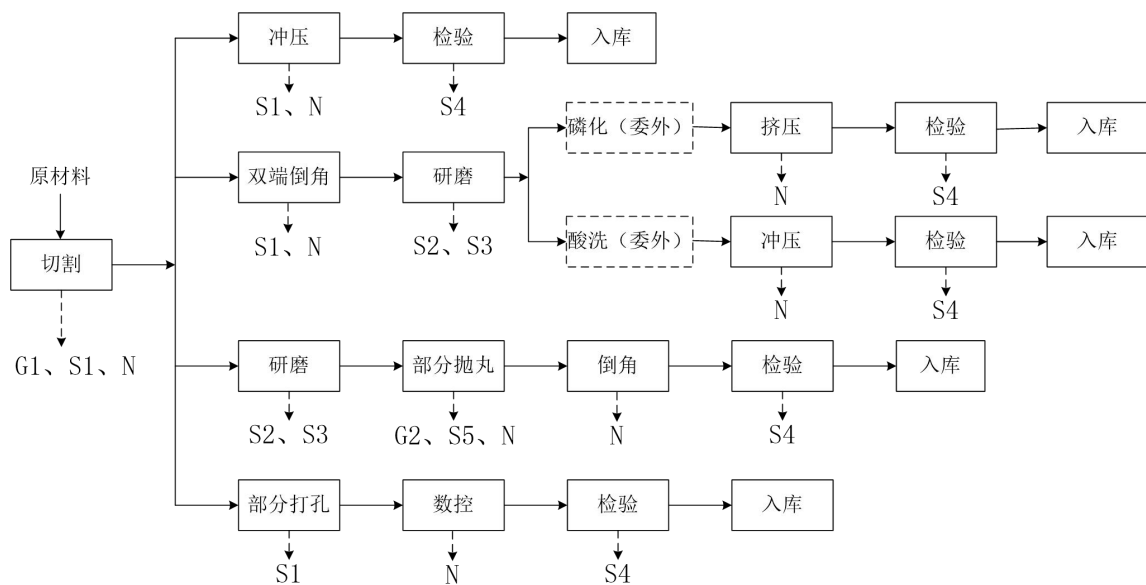 冲压
检验
入库
S1、N
S4
磷化（委外）
挤压
检验
入库
原材料
双端倒角
研磨
N
S4
S1、N
S2、S3
酸洗（委外）
冲压
检验
入库
切割
N
S4
G1、S1、N
研磨
部分抛丸
倒角
检验
入库
S2、S3
G2、S5、N
N
S4
部分打孔
数控
检验
入库
S1
N
S4